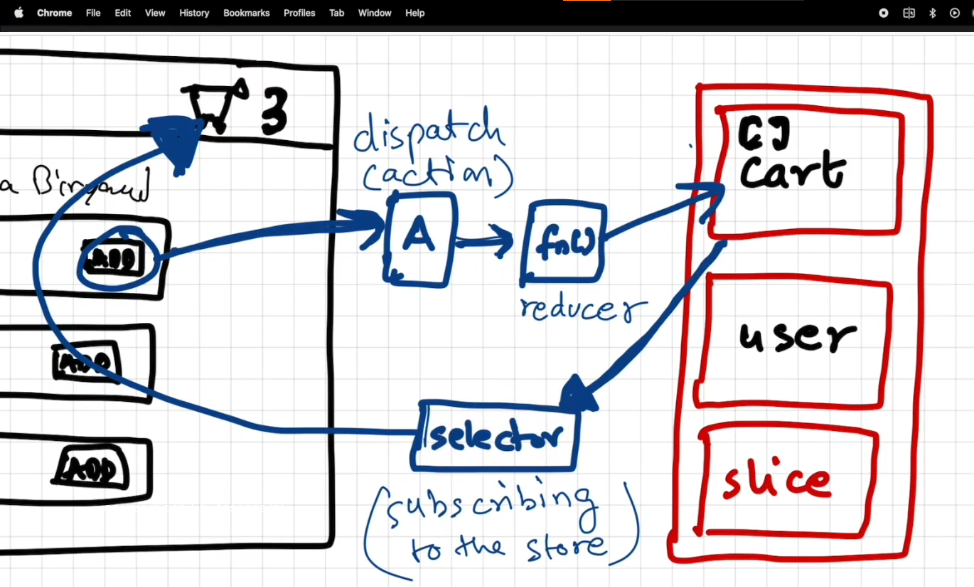 Chrome File Edit View History Bookmarks Profiles Tab Window Help
3
dispatch
(action)
ADD
A
fn()
reducer
ADD
ADD
selector
(subscribing
to the store)
Cart
user
slice